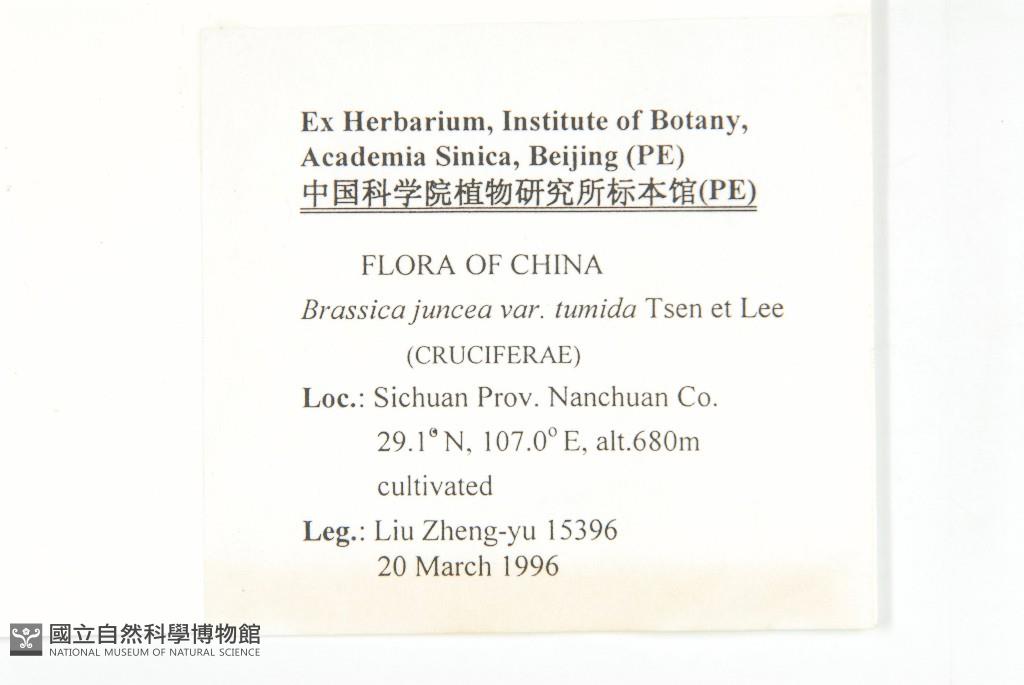 Ex Herbarium, Institute of Botany,
Academia Sinica, Beijing (PE)
中国科学院植物研究所标本馆(PE)
FLORA OF CHINA
Brassica juncea var. tumida Tsen et Lee
(CRUCIFERAE)
Loc.: Sichuan Prov. Nanchuan Co.
29.1° N, 107.0° E, alt.680m
cultivated
Leg.: Liu Zheng-yu 15396
20 March 1996
國立自然科學博物館
NATIONAL MUSEUM OF NATURAL SCIENCE